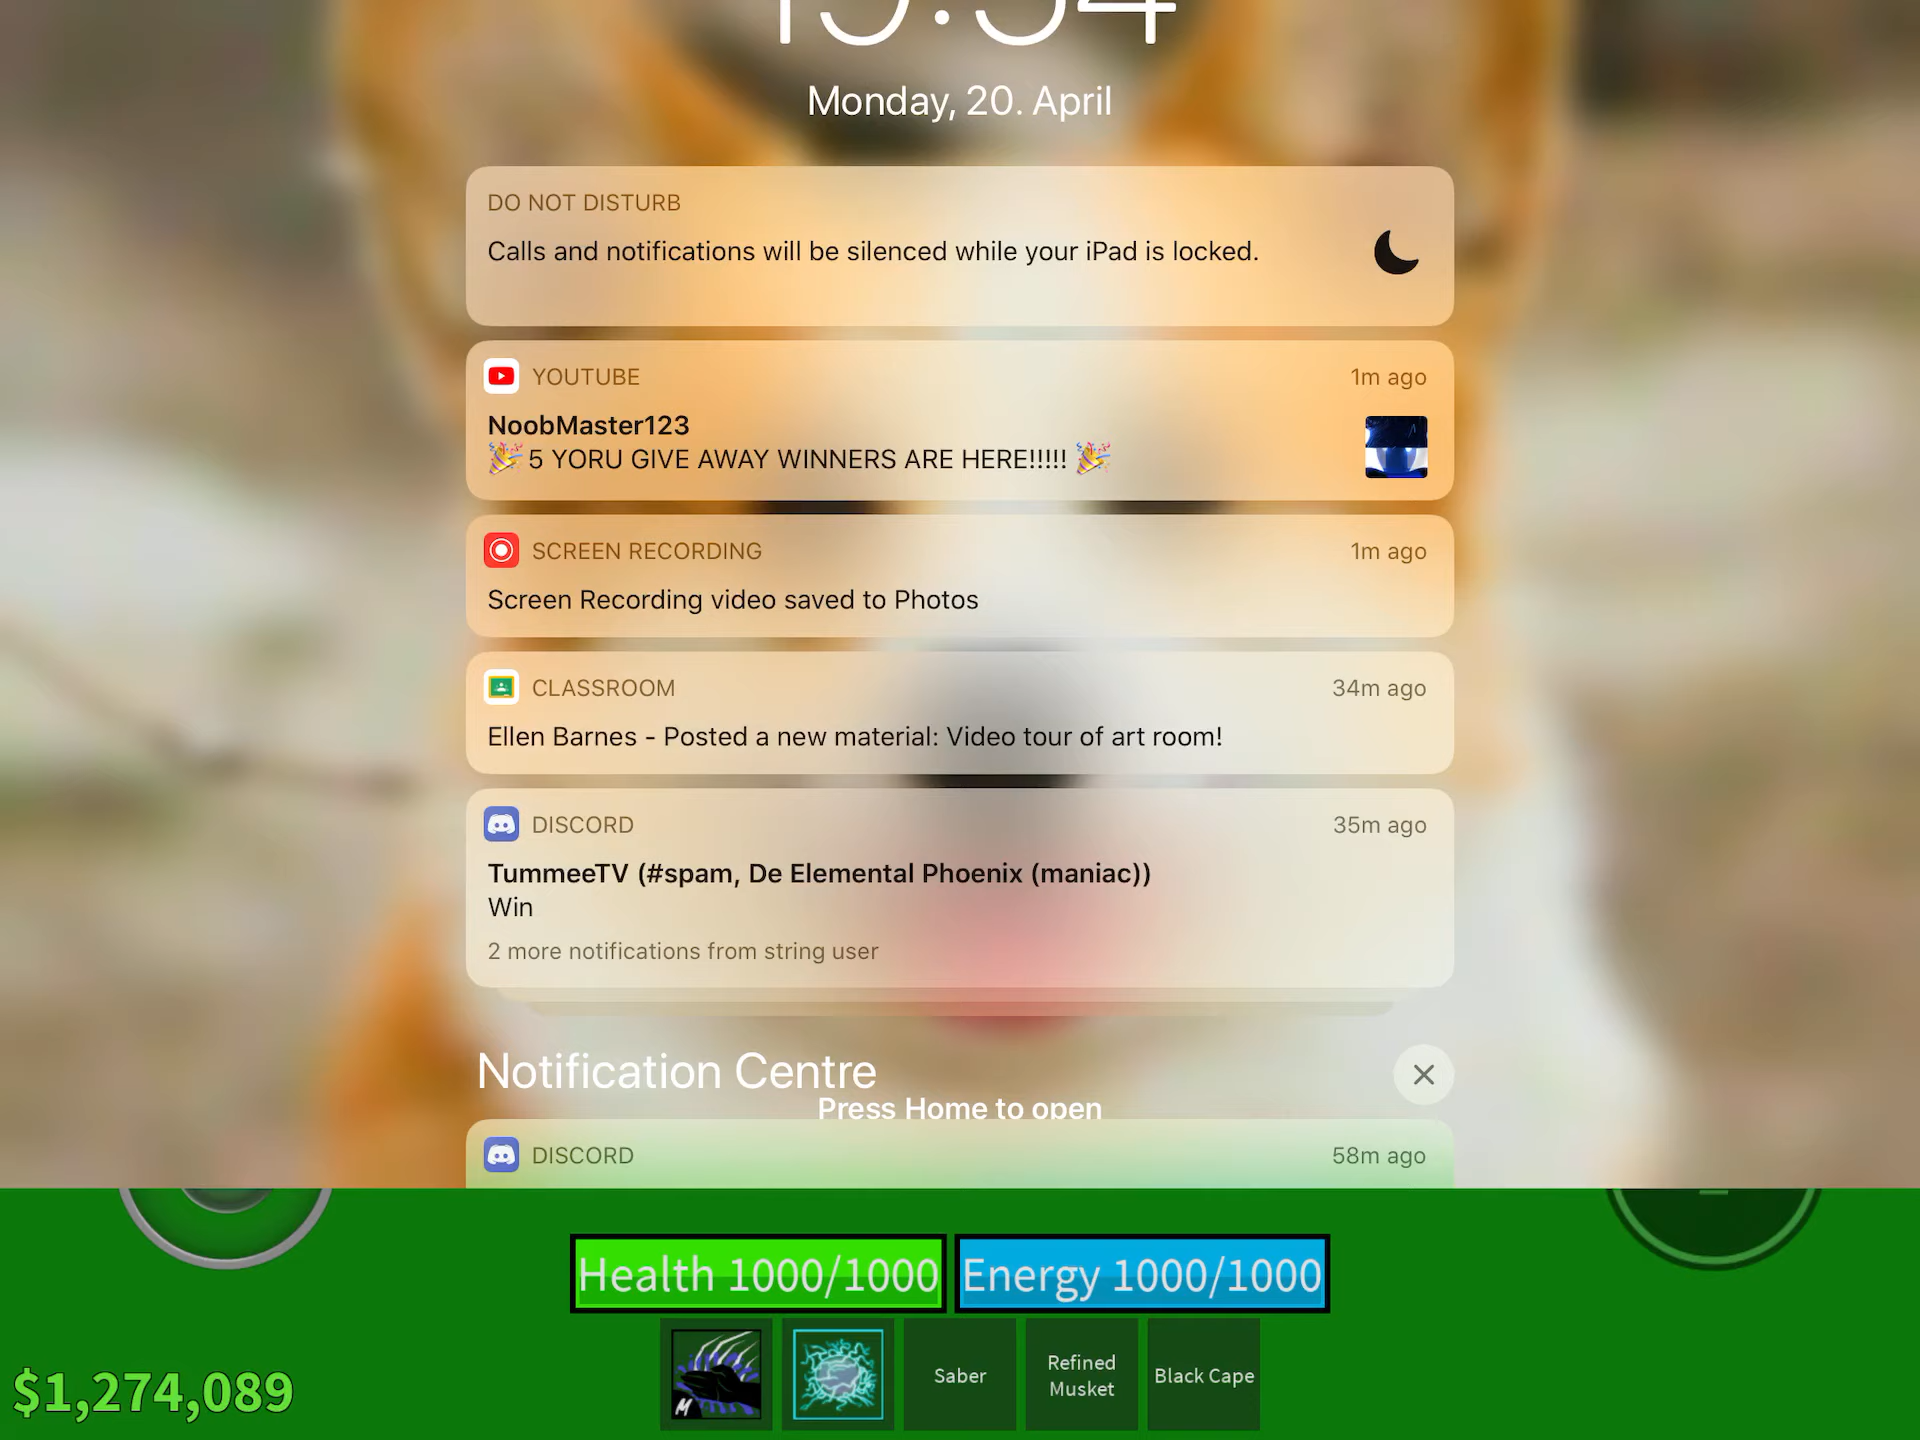 Monday, 20. April
DO NOT DISTURB
Calls and notifications will be silenced while your iPad is locked.
YOUTUBE 1m ago
NoobMaster123
🎉 5 YORU GIVE AWAY WINNERS ARE HERE!!!!! 🎉
SCREEN RECORDING 1m ago
Screen Recording video saved to Photos
CLASSROOM 34m ago
Ellen Barnes - Posted a new material: Video tour of art room!
DISCORD 35m ago
TummeeTV (#spam, De Elemental Phoenix (maniac))
Win
2 more notifications from string user
Notification Centre
Press Home to open
DISCORD 58m ago
Health 1000/1000 Energy 1000/1000
Saber
Refined
Musket
Black Cape
$1,274,089